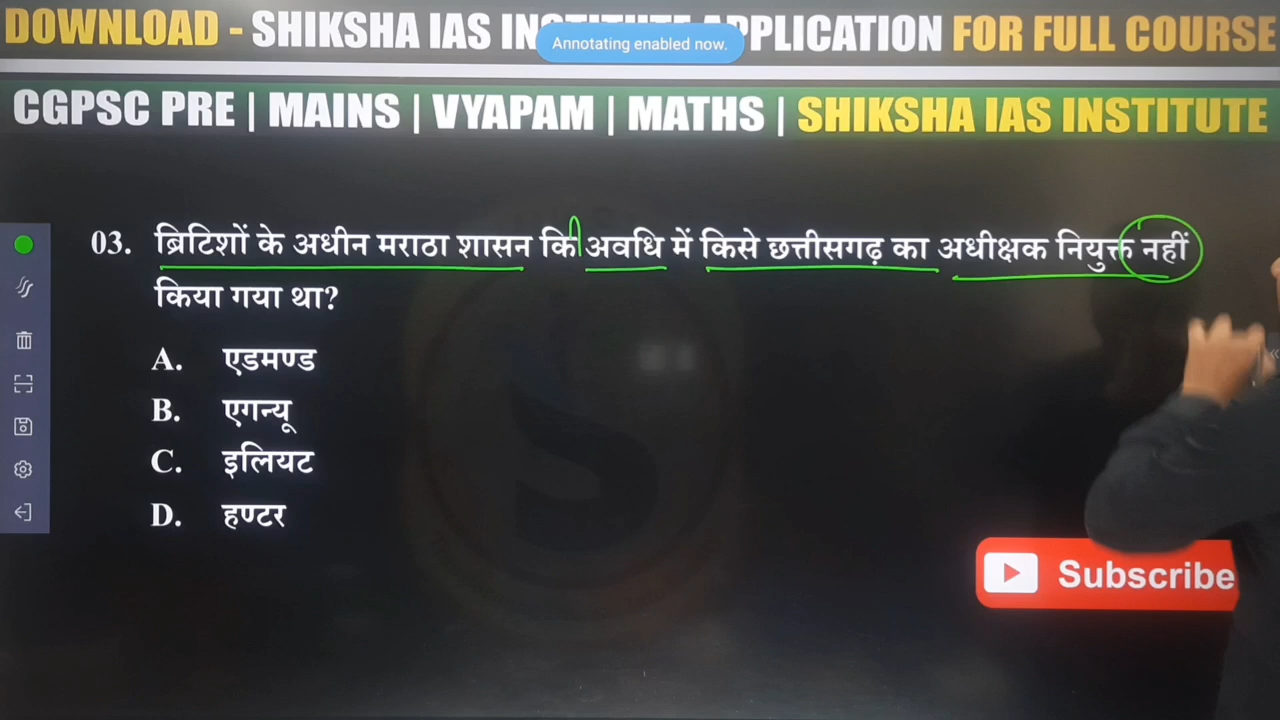 DOWNLOAD - SHIKSHA IAS IN PLICATION FOR FULL COURSE
Annotating enabled now.
CGPSC PRE | MAINS | VYAPAM | MATHS | SHIKSHA IAS INSTITUTE
03. ब्रिटिशों के अधीन मराठा शासन कि अवधि में किसे छत्तीसगढ़ का अधीक्षक नियुक्त नहीं
किया गया था?
A. एडमण्ड
B. एगन्यू
C. इलियट
D. हण्टर
Subscribe